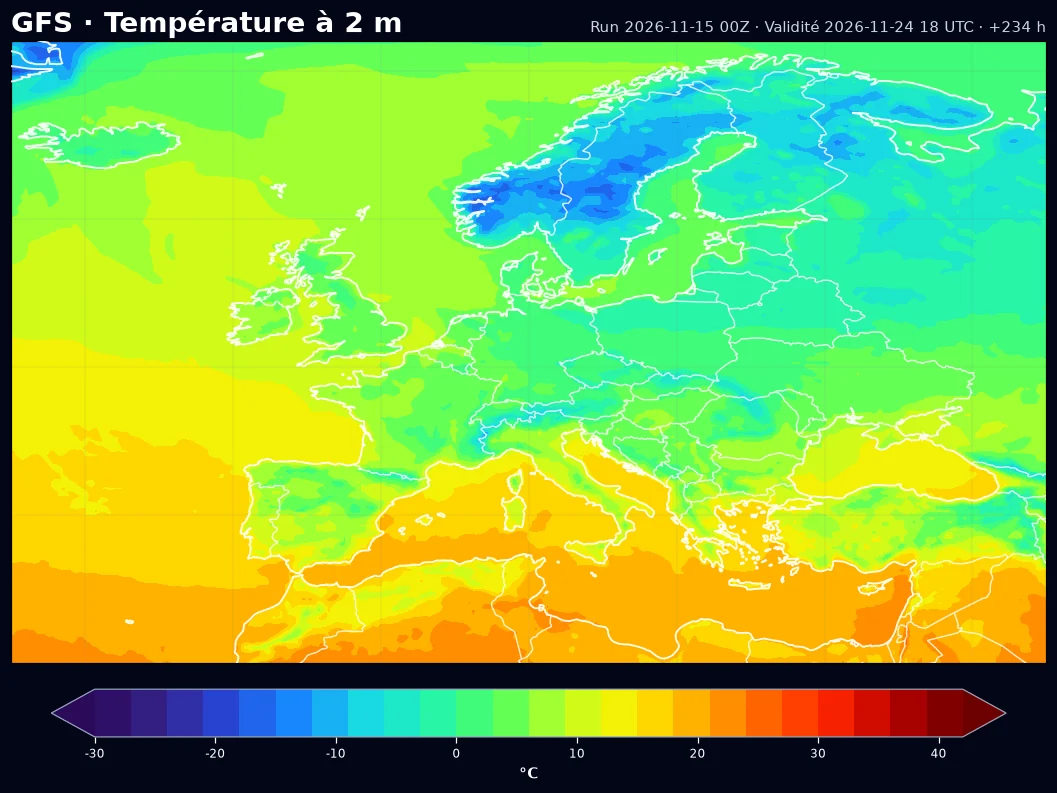 GFS · Température à 2 m
Run 2026-11-15 00Z · Validité 2026-11-24 18 UTC · +234 h
-30 -20 -10 0 10 20 30 40
°C